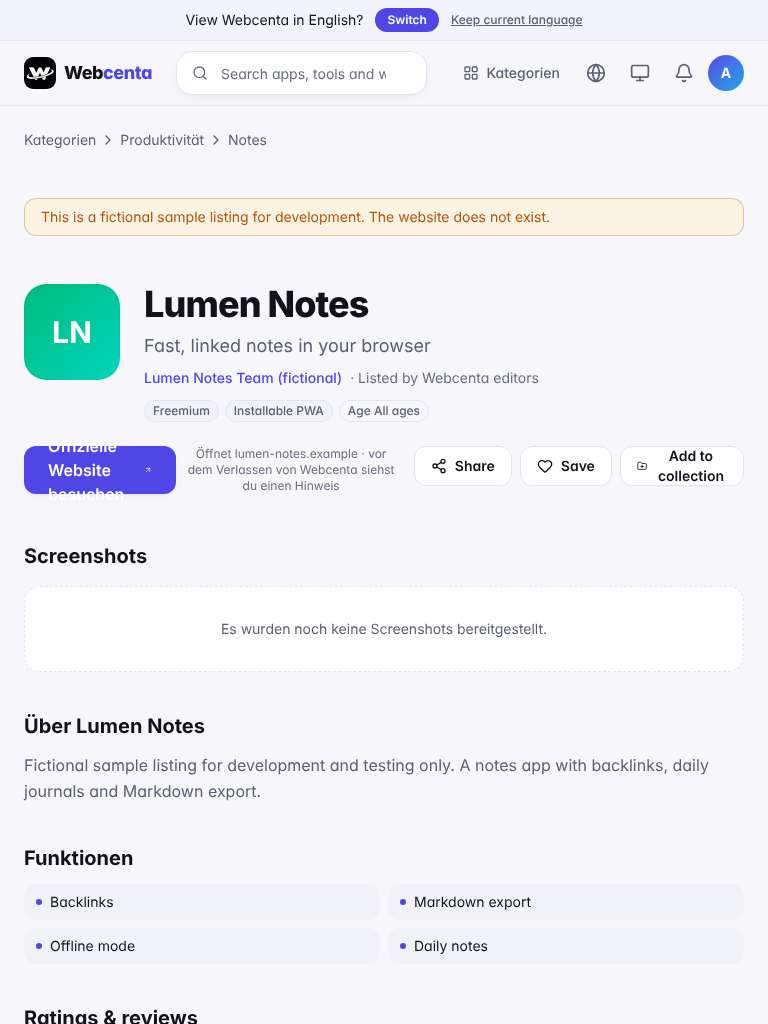 View Webcenta in English? Switch Keep current language
W Webcenta Search apps, tools and w Kategorien A
Kategorien > Produktivität > Notes
This is a fictional sample listing for development. The website does not exist.
LN
Lumen Notes
Fast, linked notes in your browser
Lumen Notes Team (fictional) · Listed by Webcenta editors
Freemium Installable PWA Age All ages
Offizielle
Website
besuchen
Öffnet lumen-notes.example · vor
dem Verlassen von Webcenta siehst
du einen Hinweis
Share
Save
Add to
collection
Screenshots
Es wurden noch keine Screenshots bereitgestellt.
Über Lumen Notes
Fictional sample listing for development and testing only. A notes app with backlinks, daily
journals and Markdown export.
Funktionen
Backlinks
Markdown export
Offline mode
Daily notes
Ratings & reviews